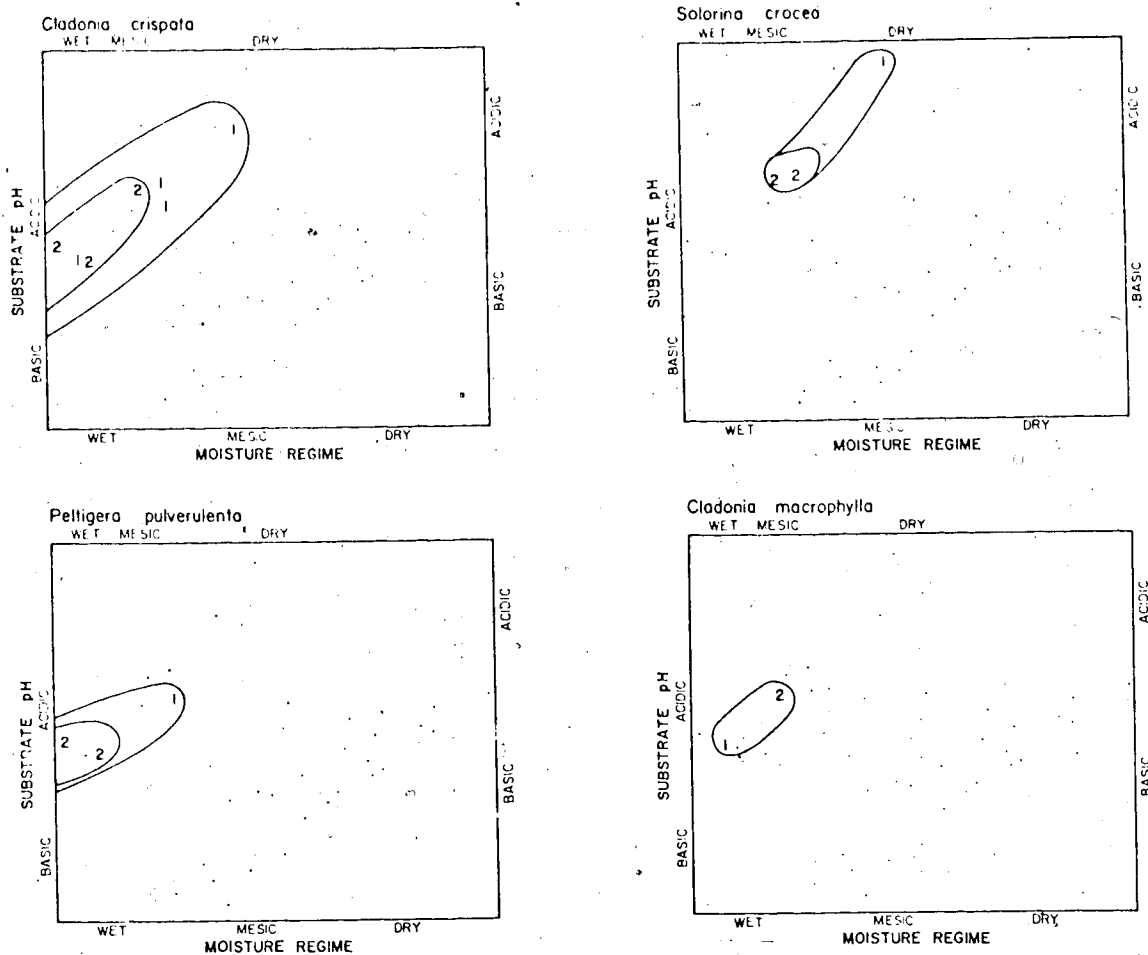 Cladonia crispata
WET MESIC DRY
1
1
1
2
2
1 2
SUBSTRATE pH
ACIDIC
BASIC
ACIDIC
BASIC
WET MESIC DRY
MOISTURE REGIME
Solorina crocea
WET MESIC DRY
1
2 2
SUBSTRATE pH
ACIDIC
BASIC
ACIDIC
BASIC
WET MESIC DRY
MOISTURE REGIME
Peltigera pulverulenta
WET MESIC DRY
1
2
2
SUBSTRATE pH
ACIDIC
BASIC
ACIDIC
BASIC
WET MESIC DRY
MOISTURE REGIME
Cladonia macrophylla
WET MESIC DRY
2
1
SUBSTRATE pH
ACIDIC
BASIC
ACIDIC
BASIC
WET MESIC DRY
MOISTURE REGIME